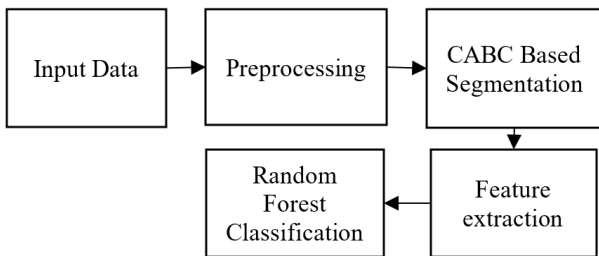 Input Data
Preprocessing
CABC Based
Segmentation
Feature
extraction
Random
Forest
Classification